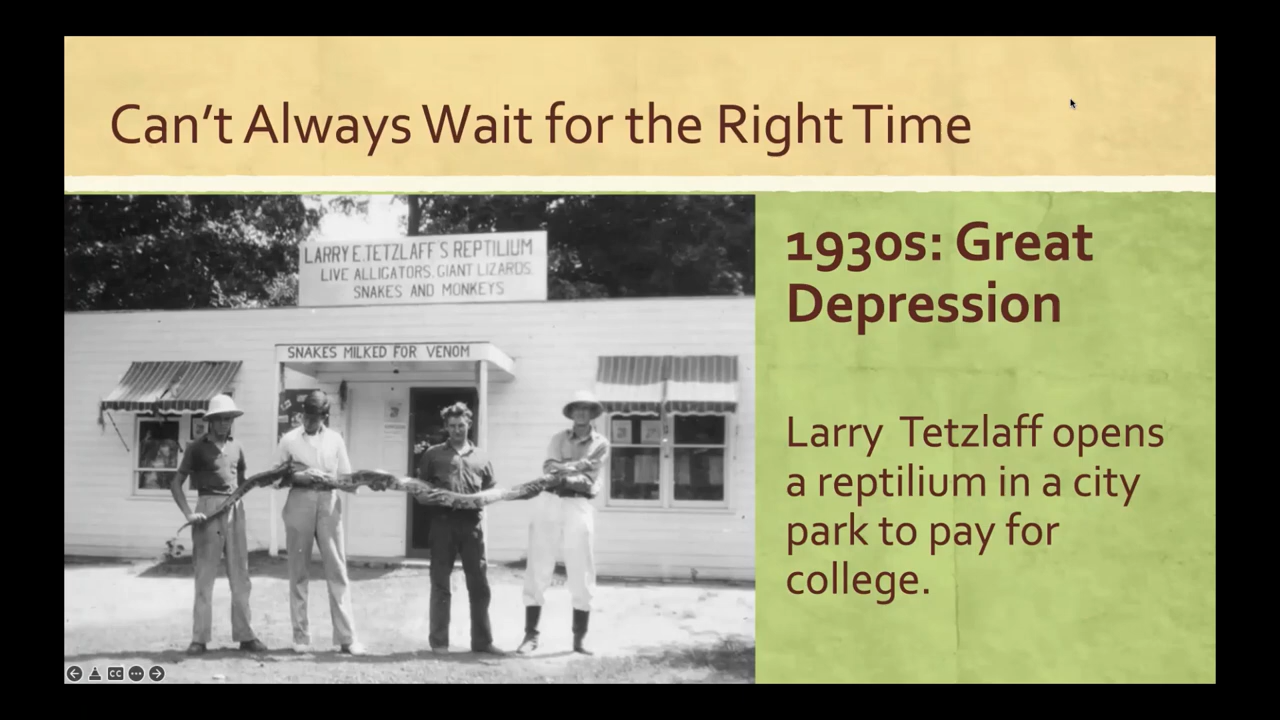 Can't Always Wait for the Right Time
LARRY E. TETZLAFF'S REPTILIUM
LIVE ALLIGATORS, GIANT LIZARDS,
SNAKES AND MONKEYS
SNAKES MILKED FOR VENOM
1930s: Great
Depression
Larry Tetzlaff opens
a reptilium in a city
park to pay for
college.
CC